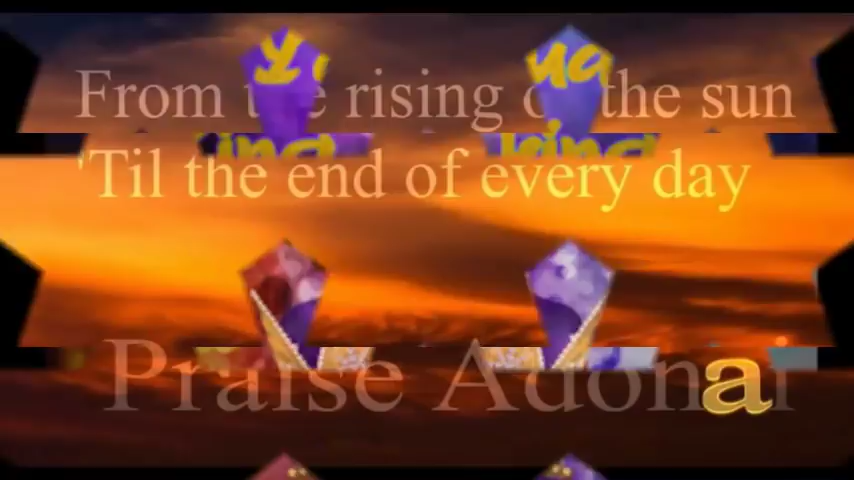 From the rising of the sun
'Til the end of every day
Praise Adonai